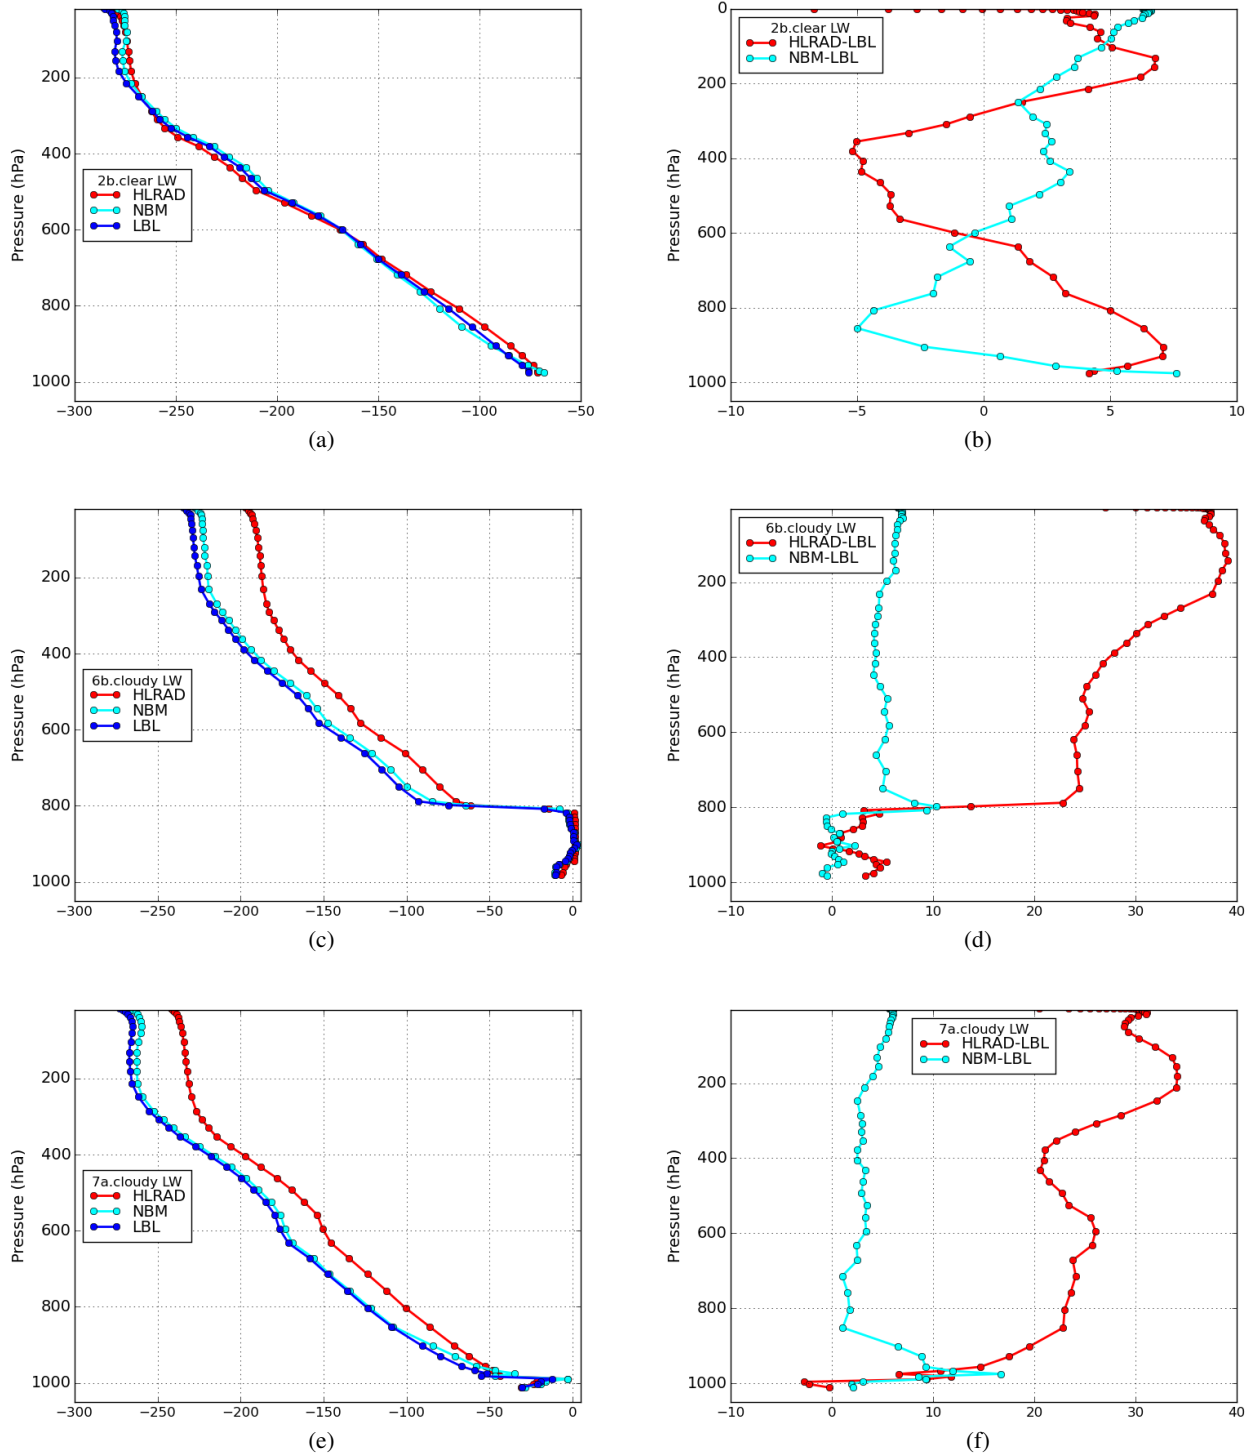 200
400
600
800
1000
Pressure (hPa)
2b.clear LW
HLRAD
NBM
LBL
−300 −250 −200 −150 −100 −50
(a)
0
200
400
600
800
1000
Pressure (hPa)
2b.clear LW
HLRAD-LBL
NBM-LBL
−10 −5 0 5 10
(b)
200
400
600
800
1000
Pressure (hPa)
6b.cloudy LW
HLRAD
NBM
LBL
−300 −250 −200 −150 −100 −50 0
(c)
200
400
600
800
1000
Pressure (hPa)
6b.cloudy LW
HLRAD-LBL
NBM-LBL
−10 0 10 20 30 40
(d)
200
400
600
800
1000
Pressure (hPa)
7a.cloudy LW
HLRAD
NBM
LBL
−300 −250 −200 −150 −100 −50 0
(e)
200
400
600
800
1000
Pressure (hPa)
7a.cloudy LW
HLRAD-LBL
NBM-LBL
−10 0 10 20 30 40
(f)